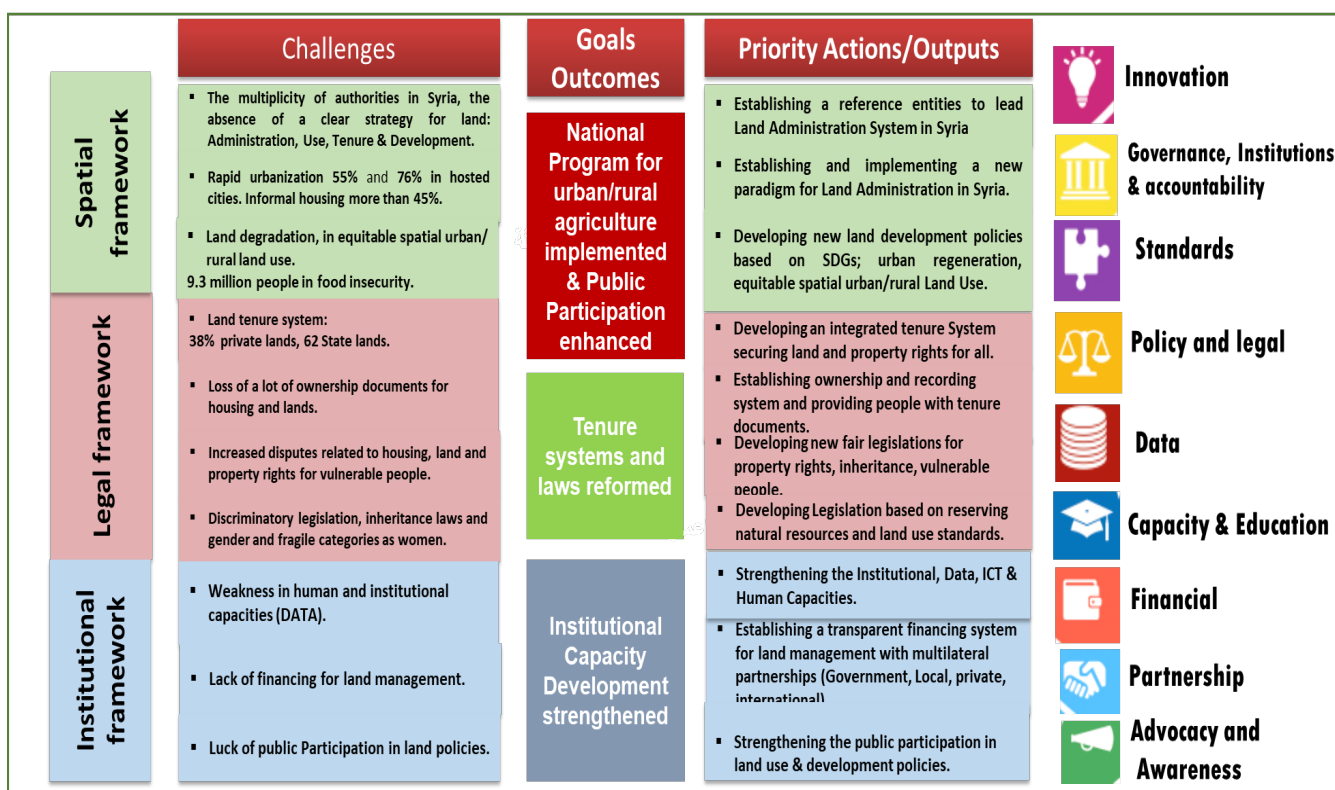 Challenges
Goals
Outcomes
Priority Actions/Outputs
Spatial
framework
▪ The multiplicity of authorities in Syria, the
absence of a clear strategy for land:
Administration, Use, Tenure & Development.
▪ Rapid urbanization 55% and 76% in hosted
cities. Informal housing more than 45%.
▪ Land degradation, in equitable spatial urban/
rural land use.
9.3 million people in food insecurity.
Legal framework
▪ Land tenure system:
38% private lands, 62 State lands.
▪ Loss of a lot of ownership documents for
housing and lands.
▪ Increased disputes related to housing, land and
property rights for vulnerable people.
▪ Discriminatory legislation, inheritance laws and
gender and fragile categories as women.
Institutional
framework
▪ Weakness in human and institutional
capacities (DATA).
▪ Lack of financing for land management.
▪ Luck of public Participation in land policies.
National
Program for
urban/rural
agriculture
implemented
& Public
Participation
enhanced
Tenure
systems and
laws reformed
Institutional
Capacity
Development
strengthened
▪ Establishing a reference entities to lead
Land Administration System in Syria
▪ Establishing and implementing a new
paradigm for Land Administration in Syria.
▪ Developing new land development policies
based on SDGs; urban regeneration,
equitable spatial urban/rural Land Use.
▪ Developing an integrated tenure System
securing land and property rights for all.
▪ Establishing ownership and recording
system and providing people with tenure
documents.
▪ Developing new fair legislations for
property rights, inheritance, vulnerable
people.
▪ Developing Legislation based on reserving
natural resources and land use standards.
▪ Strengthening the Institutional, Data, ICT &
Human Capacities.
▪ Establishing a transparent financing system
for land management with multilateral
partnerships (Government, Local, private,
international)
▪ Strengthening the public participation in
land use & development policies.
Innovation
Governance, Institutions
& accountability
Standards
Policy and legal
Data
Capacity & Education
Financial
Partnership
Advocacy and
Awareness